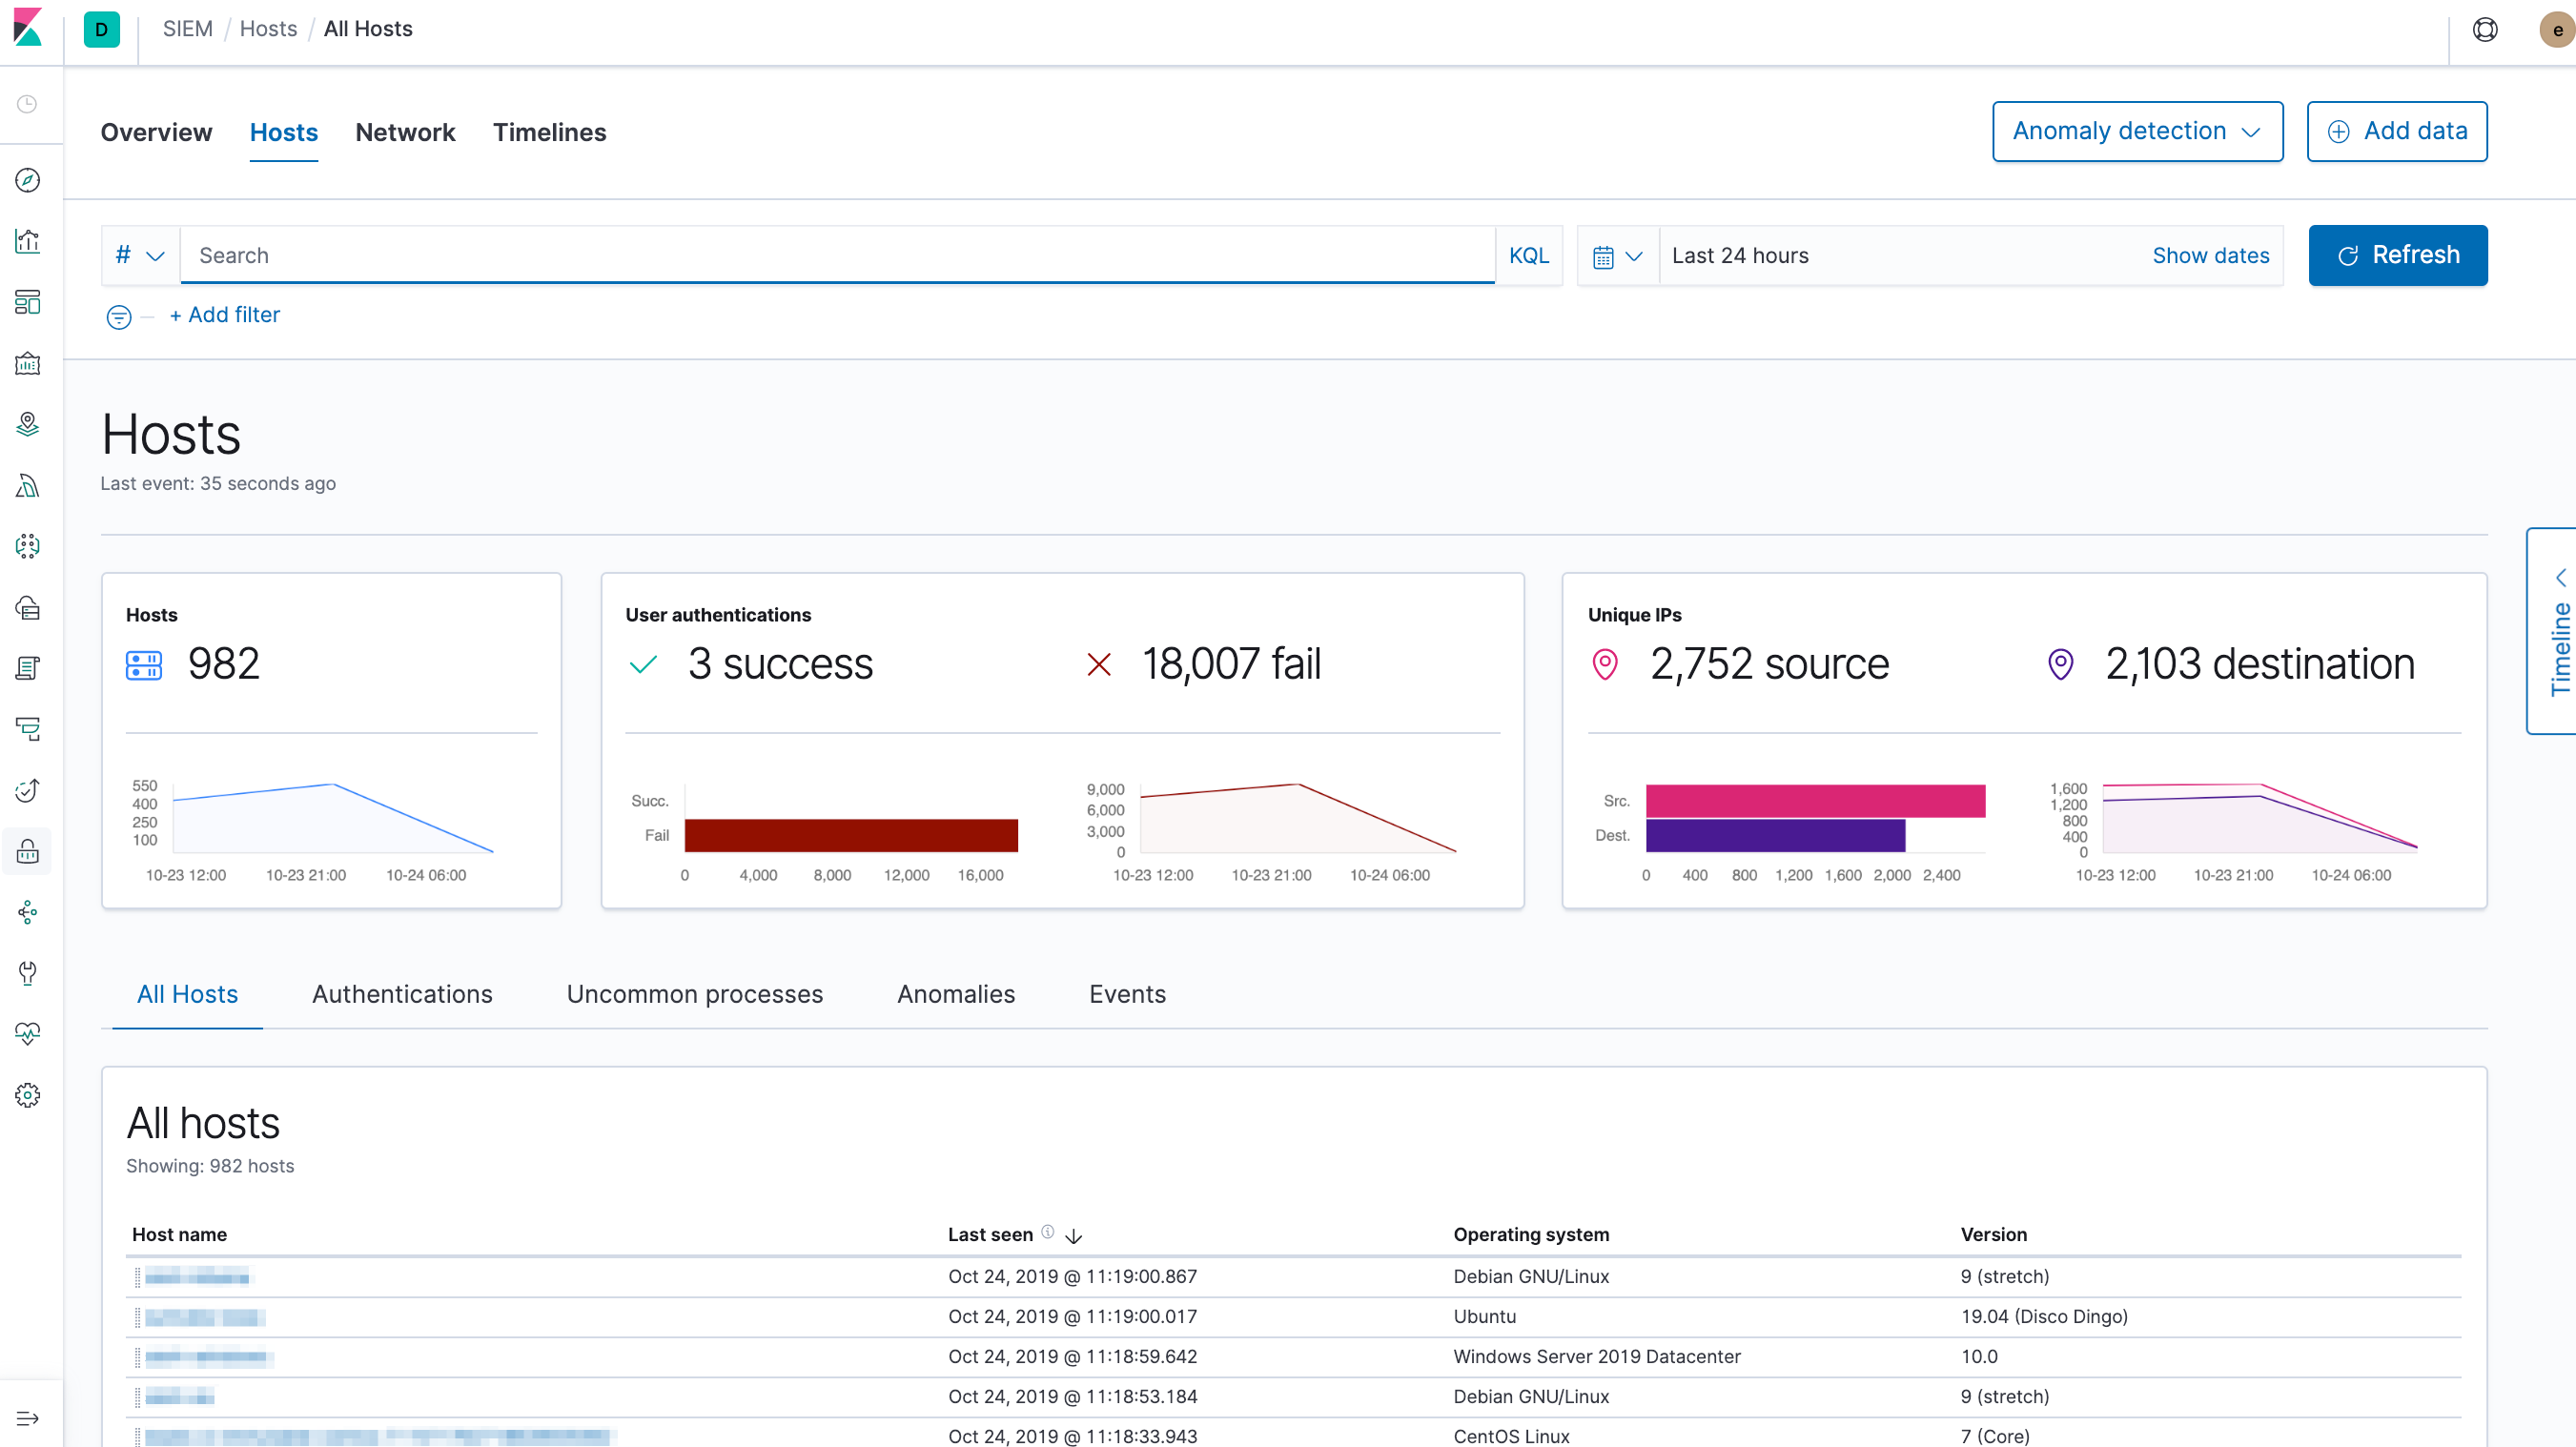 D SIEM / Hosts / All Hosts e
Overview Hosts Network Timelines Anomaly detection Add data
# Search KQL Last 24 hours Show dates Refresh
+ Add filter
Hosts
Last event: 35 seconds ago
Timeline
Hosts
982
550
400
250
100
10-23 12:00 10-23 21:00 10-24 06:00
User authentications
3 success 18,007 fail
Succ.
Fail
0 4,000 8,000 12,000 16,000
9,000
6,000
3,000
0
10-23 12:00 10-23 21:00 10-24 06:00
Unique IPs
2,752 source 2,103 destination
Src.
Dest.
0 400 800 1,200 1,600 2,000 2,400
1,600
1,200
800
400
0
10-23 12:00 10-23 21:00 10-24 06:00
All Hosts Authentications Uncommon processes Anomalies Events
All hosts
Showing: 982 hosts
Host name Last seen Operating system Version
Oct 24, 2019 @ 11:19:00.867 Debian GNU/Linux 9 (stretch)
Oct 24, 2019 @ 11:19:00.017 Ubuntu 19.04 (Disco Dingo)
Oct 24, 2019 @ 11:18:59.642 Windows Server 2019 Datacenter 10.0
Oct 24, 2019 @ 11:18:53.184 Debian GNU/Linux 9 (stretch)
Oct 24, 2019 @ 11:18:33.943 CentOS Linux 7 (Core)